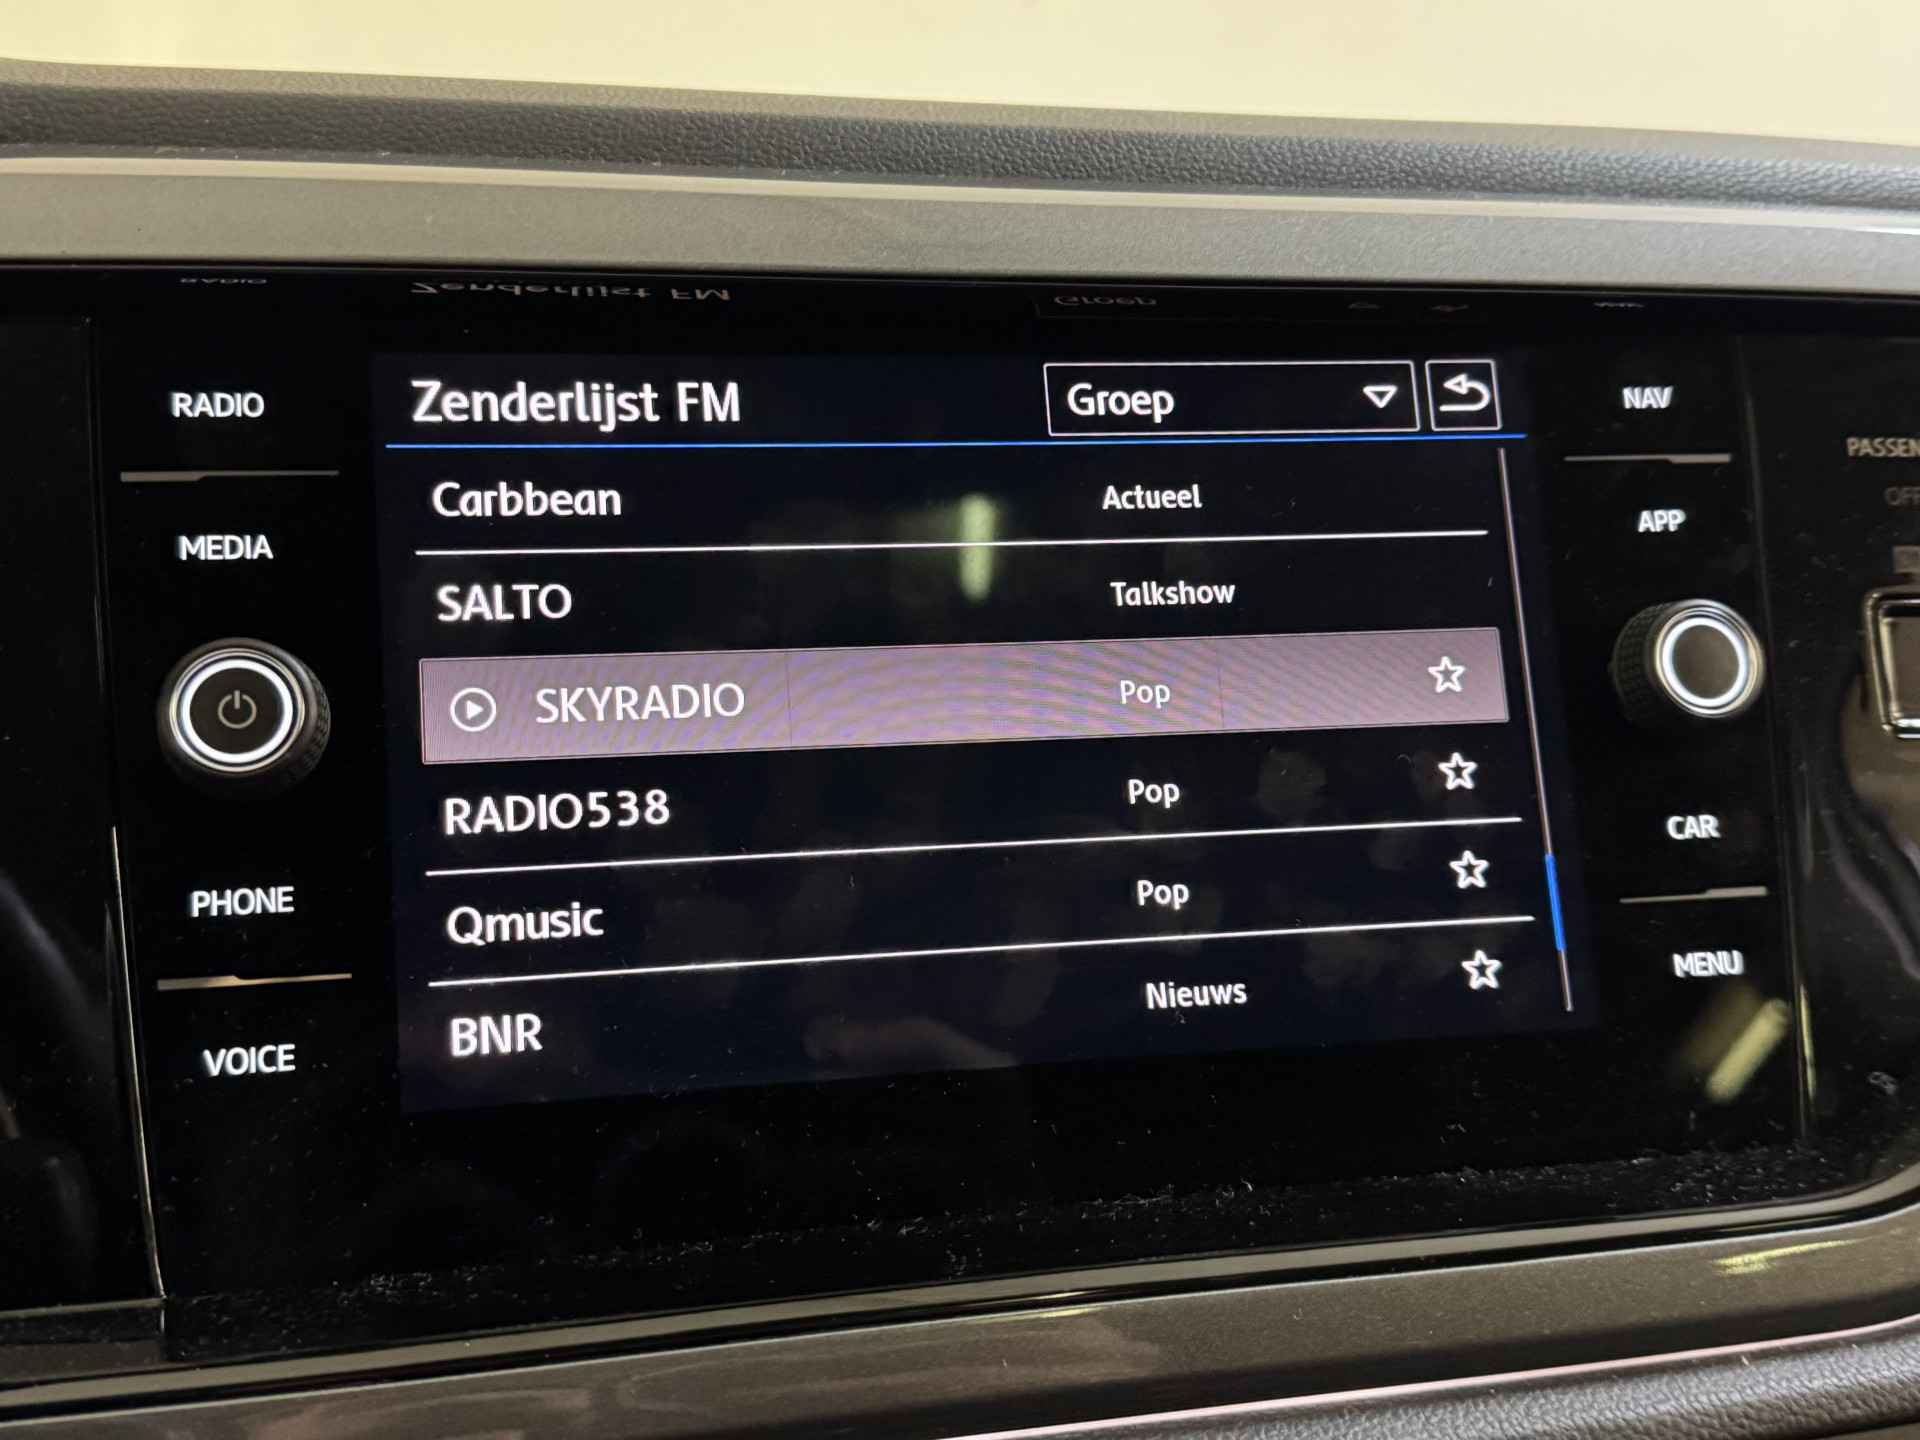 RADIO
MEDIA
PHONE
VOICE
Zenderlijst FM
Groep
Carbbean Actueel
SALTO Talkshow
SKYRADIO Pop
RADIO538 Pop
Qmusic Pop
BNR Nieuws
NAV
APP
CAR
MENU
PASSEN